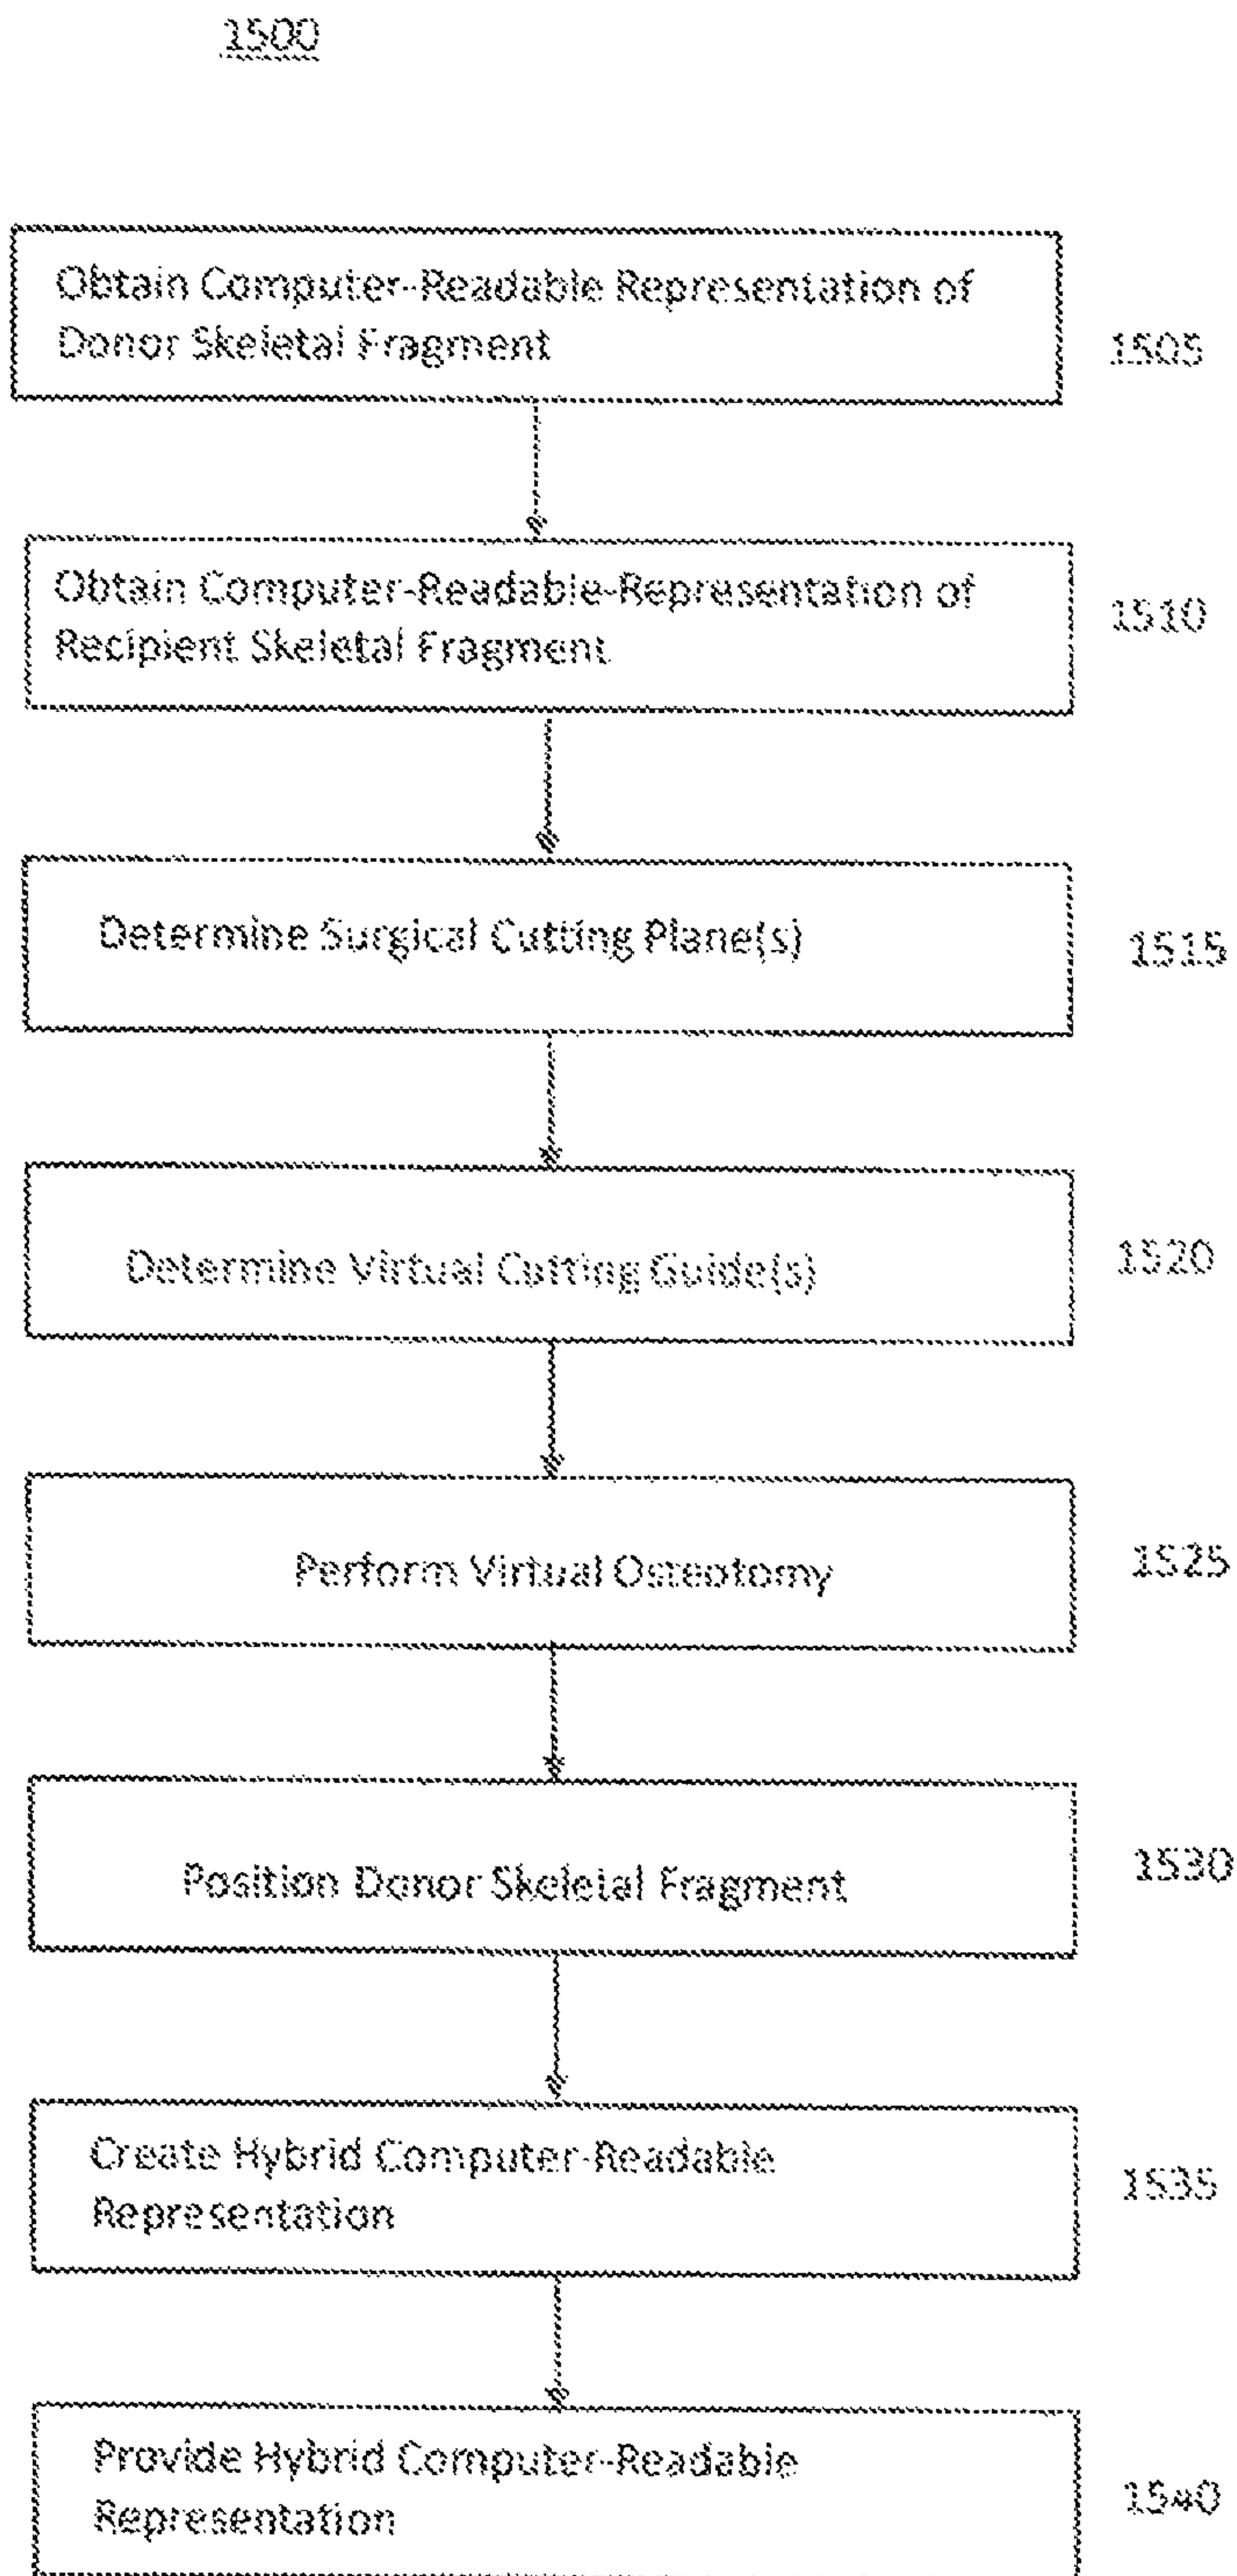 1500
Obtain Computer-Readable Representation of
Donor Skeletal Fragment
1505
Obtain Computer-Readable-Representation of
Recipient Skeletal Fragment
1510
Determine Surgical Cutting Plane(s)
1515
Determine Virtual Cutting Guide(s)
1520
Perform Virtual Osteotomy
1525
Position Donor Skeletal Fragment
1530
Create Hybrid Computer-Readable
Representation
1535
Provide Hybrid Computer-Readable
Representation
1540